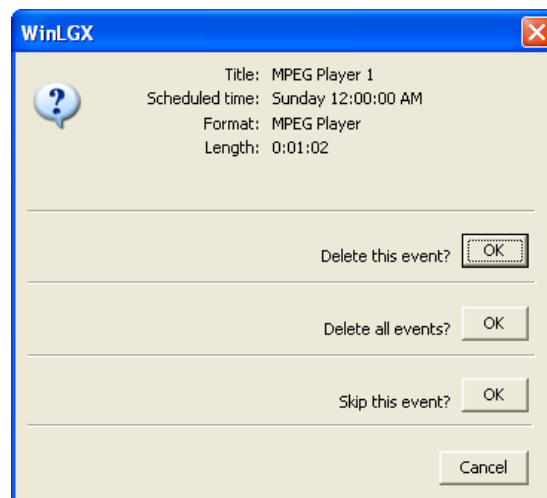 WinLGX
Title: MPEG Player 1
Scheduled time: Sunday 12:00:00 AM
Format: MPEG Player
Length: 0:01:02
Delete this event? OK
Delete all events? OK
Skip this event? OK
Cancel